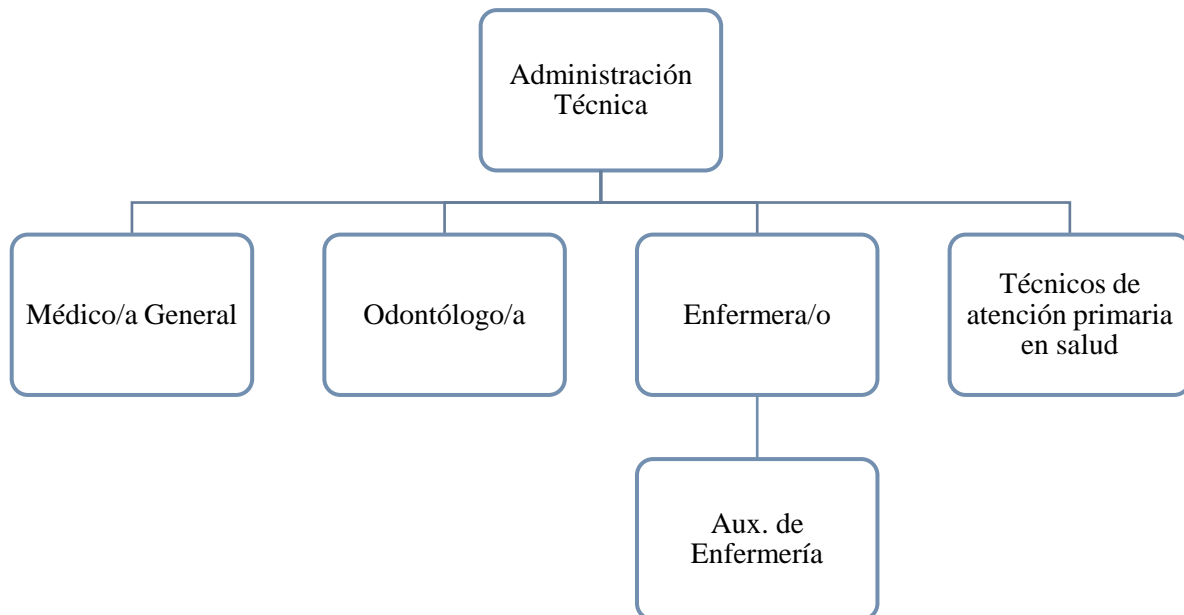 Administración
Técnica
Médico/a General
Odontólogo/a
Enfermera/o
Técnicos de
atención primaria
en salud
Aux. de
Enfermería